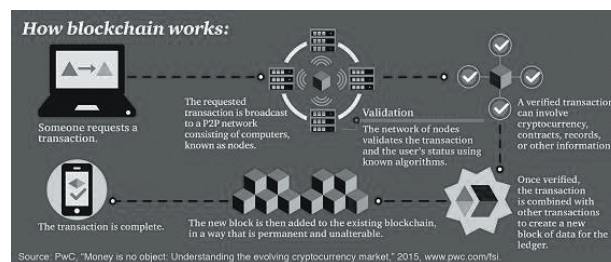 How blockchain works:
Someone requests a
transaction.
The requested
transaction is broadcast
to a P2P network
consisting of computers,
known as nodes.
Validation
The network of nodes
validates the transaction
and the user's status using
known algorithms.
A verified transaction
can involve
cryptocurrency,
contracts, records,
or other information
Once verified,
the transaction
is combined with
other transactions
to create a new
block of data for the
ledger.
The new block is then added to the existing blockchain,
in a way that is permanent and unalterable.
The transaction is complete.
Source: PwC, "Money is no object: Understanding the evolving cryptocurrency market," 2015, www.pwc.com/fsi.